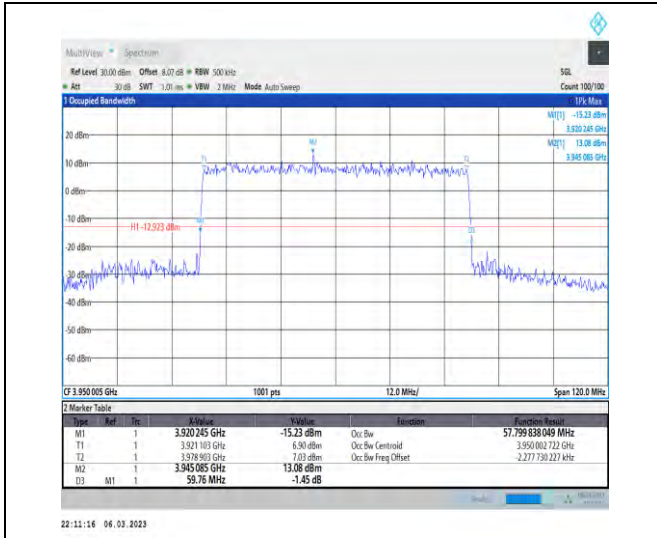 MultiView Spectrum
Ref Level 30.00 dBm Offset 8.07 dB RBW 500 kHz SGL
Att 30 dB SWT 1.01 ms VBW 2 MHz Mode Auto Sweep Count 100/100
1 Occupied Bandwidth 1Pk Max
M1[1] -15.23 dBm
3.920 245 GHz
M2[1] 13.08 dBm
3.945 085 GHz
20 dBm
M2
T1 T2
10 dBm
0 dBm
-10 dBm
H1 -12.923 dBm
M1
D3
-20 dBm
-30 dBm
-40 dBm
-50 dBm
-60 dBm
CF 3.950 005 GHz 1001 pts 12.0 MHz/ Span 120.0 MHz
2 Marker Table
Type Ref Trc X-Value Y-Value Function Function Result
M1 1 3.920 245 GHz -15.23 dBm Occ Bw 57.799 838 049 MHz
T1 1 3.921 103 GHz 6.90 dBm Occ Bw Centroid 3.950 002 722 GHz
T2 1 3.978 903 GHz 7.03 dBm Occ Bw Freq Offset -2.277 730 227 kHz
M2 1 3.945 085 GHz 13.08 dBm
D3 M1 1 59.76 MHz -1.45 dB
22:11:16 06.03.2023